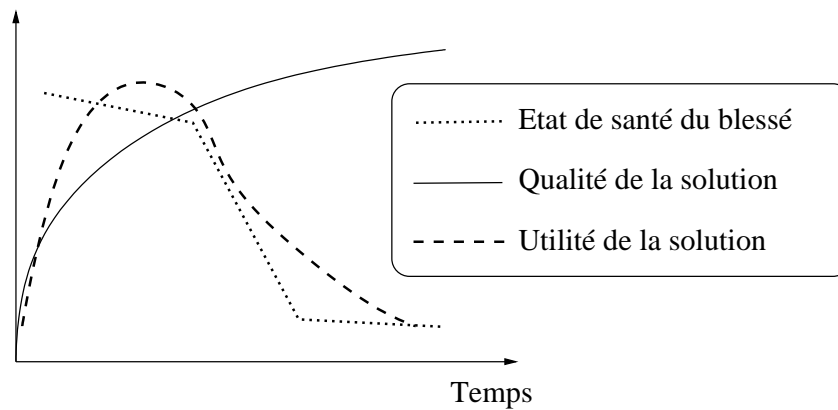 Etat de santé du blessé
Qualité de la solution
Utilité de la solution
Temps